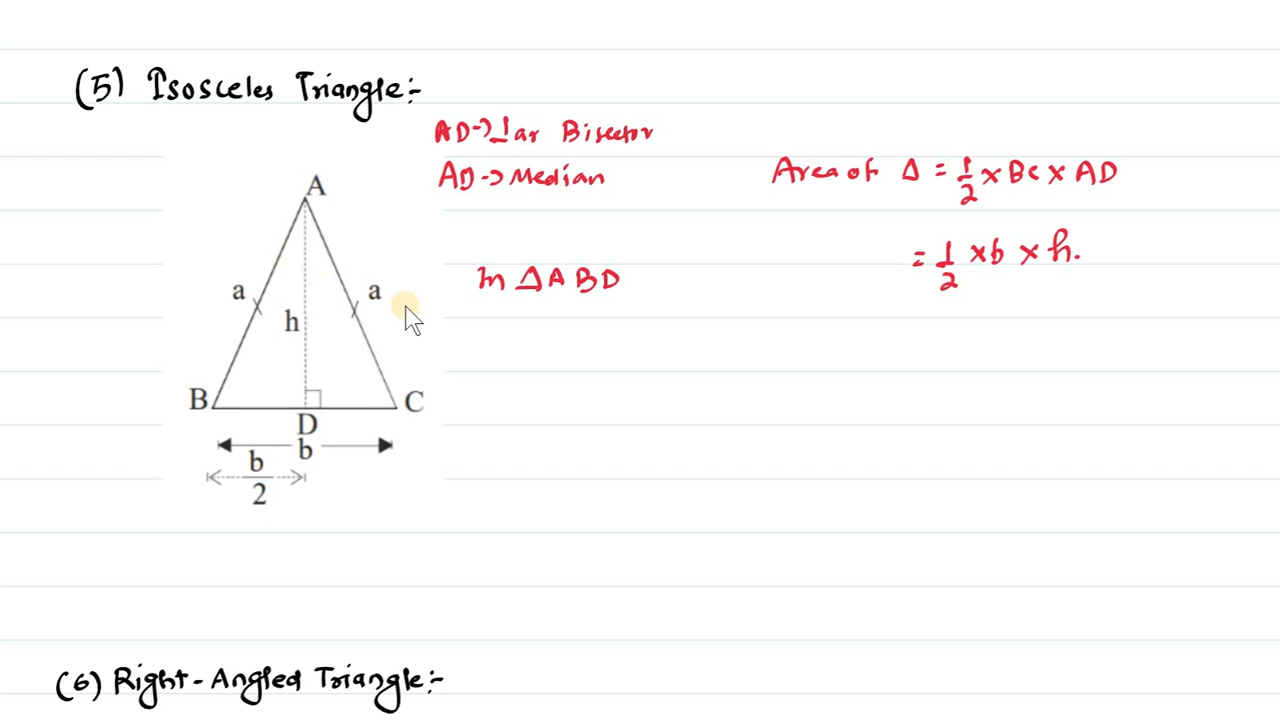 (5) Isosceles Triangle:-
AD->⊥ar Bisector
AD->Median
Area of Δ = 1/2 × BC × AD
= 1/2 × b × h.
In ΔABD
A
a
a
h
B
C
D
b
b/2
(6) Right-Angled Triangle:-